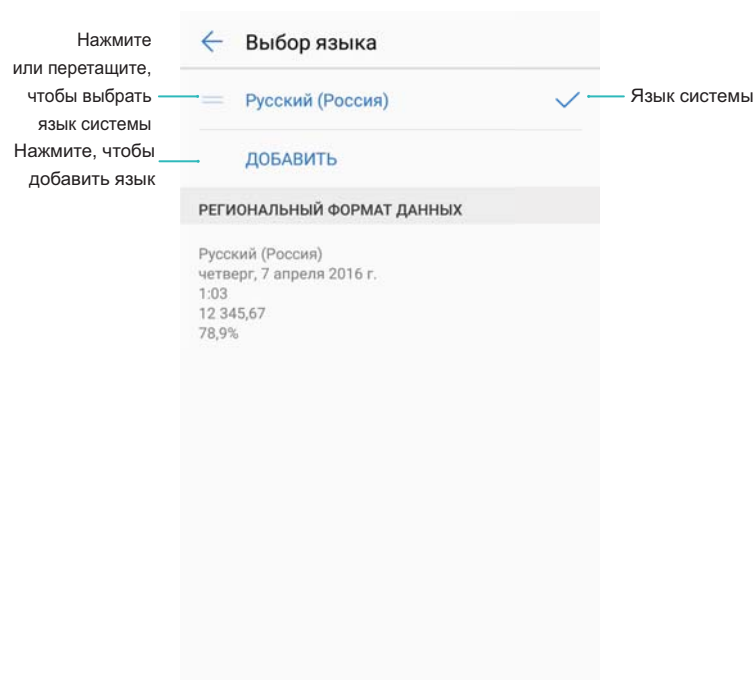 Выбор языка
Нажмите
или перетащите,
чтобы выбрать
язык системы
Русский (Россия)
Язык системы
Нажмите, чтобы
добавить язык
ДОБАВИТЬ
РЕГИОНАЛЬНЫЙ ФОРМАТ ДАННЫХ
Русский (Россия)
четверг, 7 апреля 2016 г.
1:03
12 345,67
78,9%